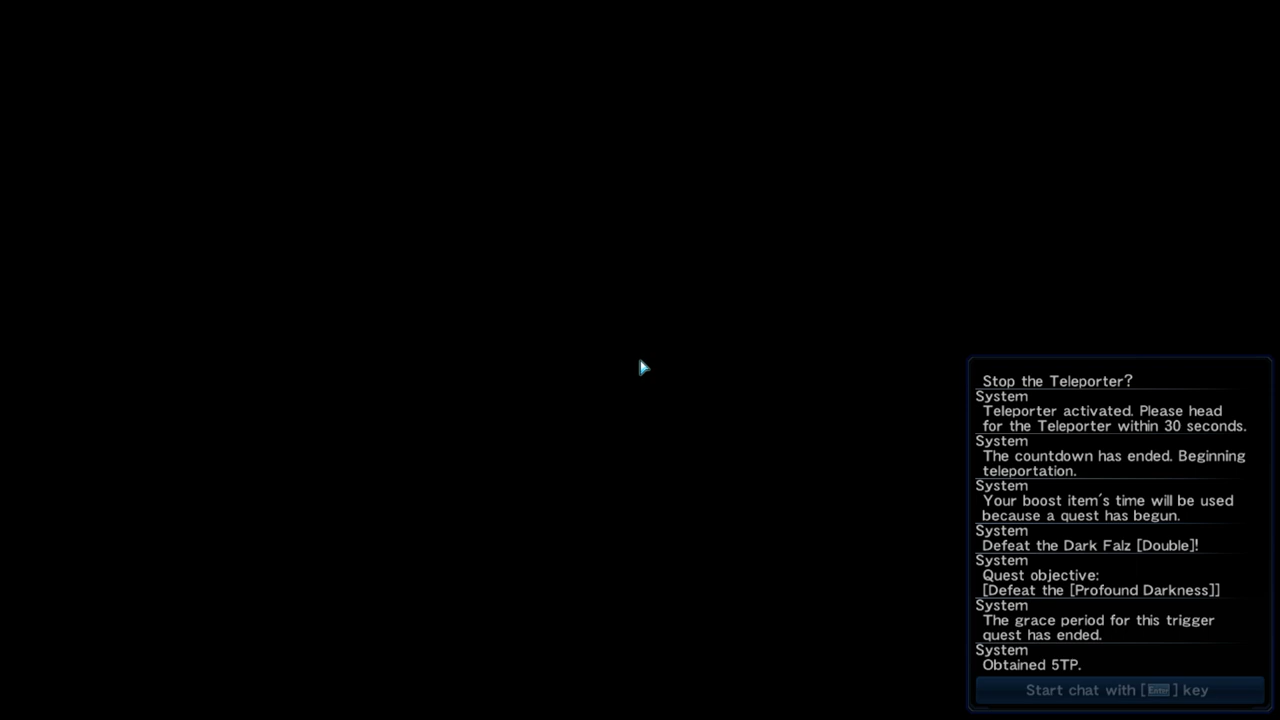 Stop the Teleporter?
System
Teleporter activated. Please head
for the Teleporter within 30 seconds.
System
The countdown has ended. Beginning
teleportation.
System
Your boost item's time will be used
because a quest has begun.
System
Defeat the Dark Falz [Double]!
System
Quest objective:
[Defeat the [Profound Darkness]]
System
The grace period for this trigger
quest has ended.
System
Obtained 5TP.
Start chat with [Enter] key